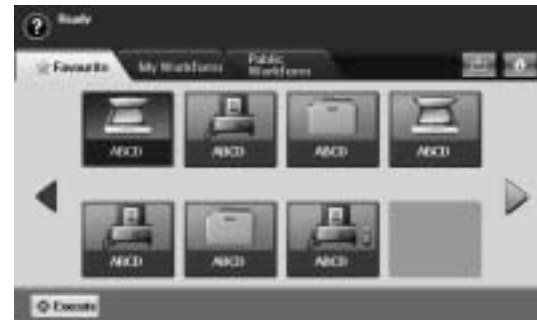 Ready
Favourite
My Workforms
Public
Workforms
ABCD
ABCD
ABCD
ABCD
ABCD
ABCD
ABCD
Execute